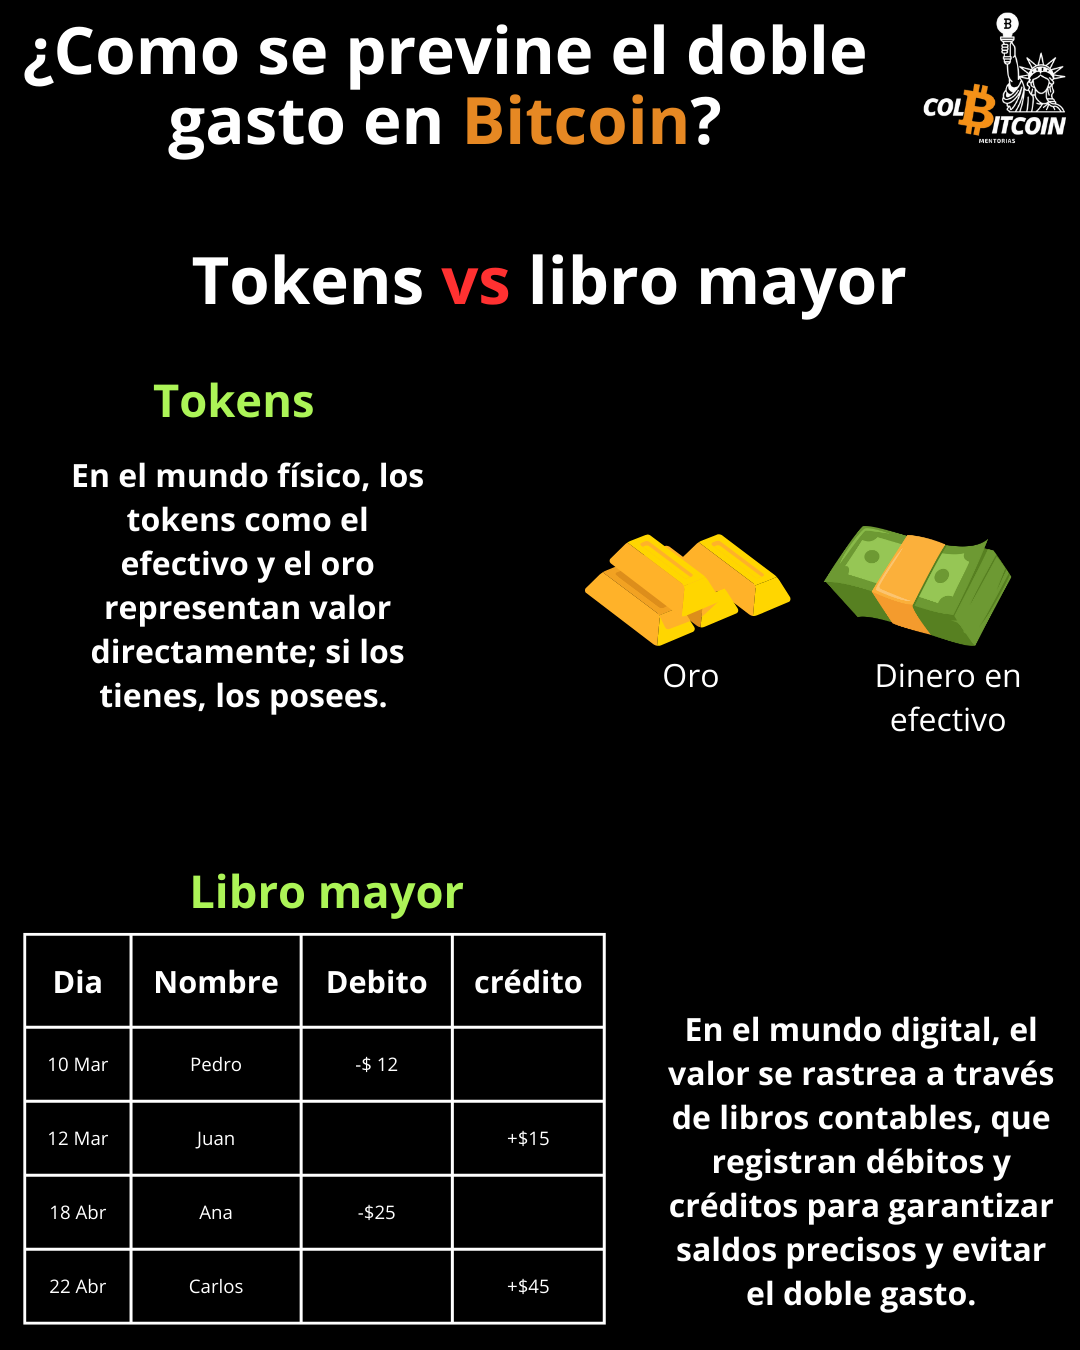 ¿Como se previne el doble
gasto en Bitcoin?
COLBITCOIN
MENTORIAS
Tokens vs libro mayor
Tokens
En el mundo físico, los
tokens como el
efectivo y el oro
representan valor
directamente; si los
tienes, los posees.
Oro
Dinero en
efectivo
Libro mayor
Dia Nombre Debito crédito
10 Mar Pedro -$ 12
12 Mar Juan +$15
18 Abr Ana -$25
22 Abr Carlos +$45
En el mundo digital, el
valor se rastrea a través
de libros contables, que
registran débitos y
créditos para garantizar
saldos precisos y evitar
el doble gasto.